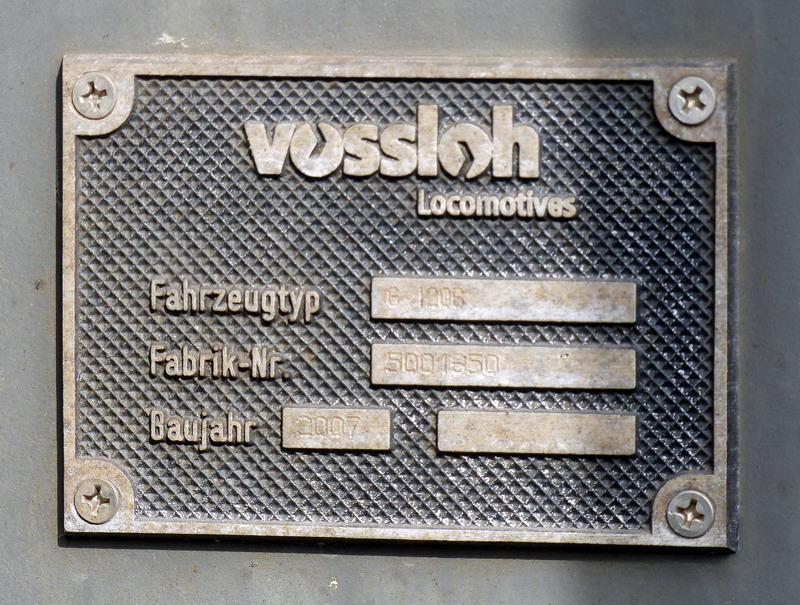 vossloh
Locomotives
Fahrzeugtyp G 1206
Fabrik-Nr. 5001650
Baujahr 2007